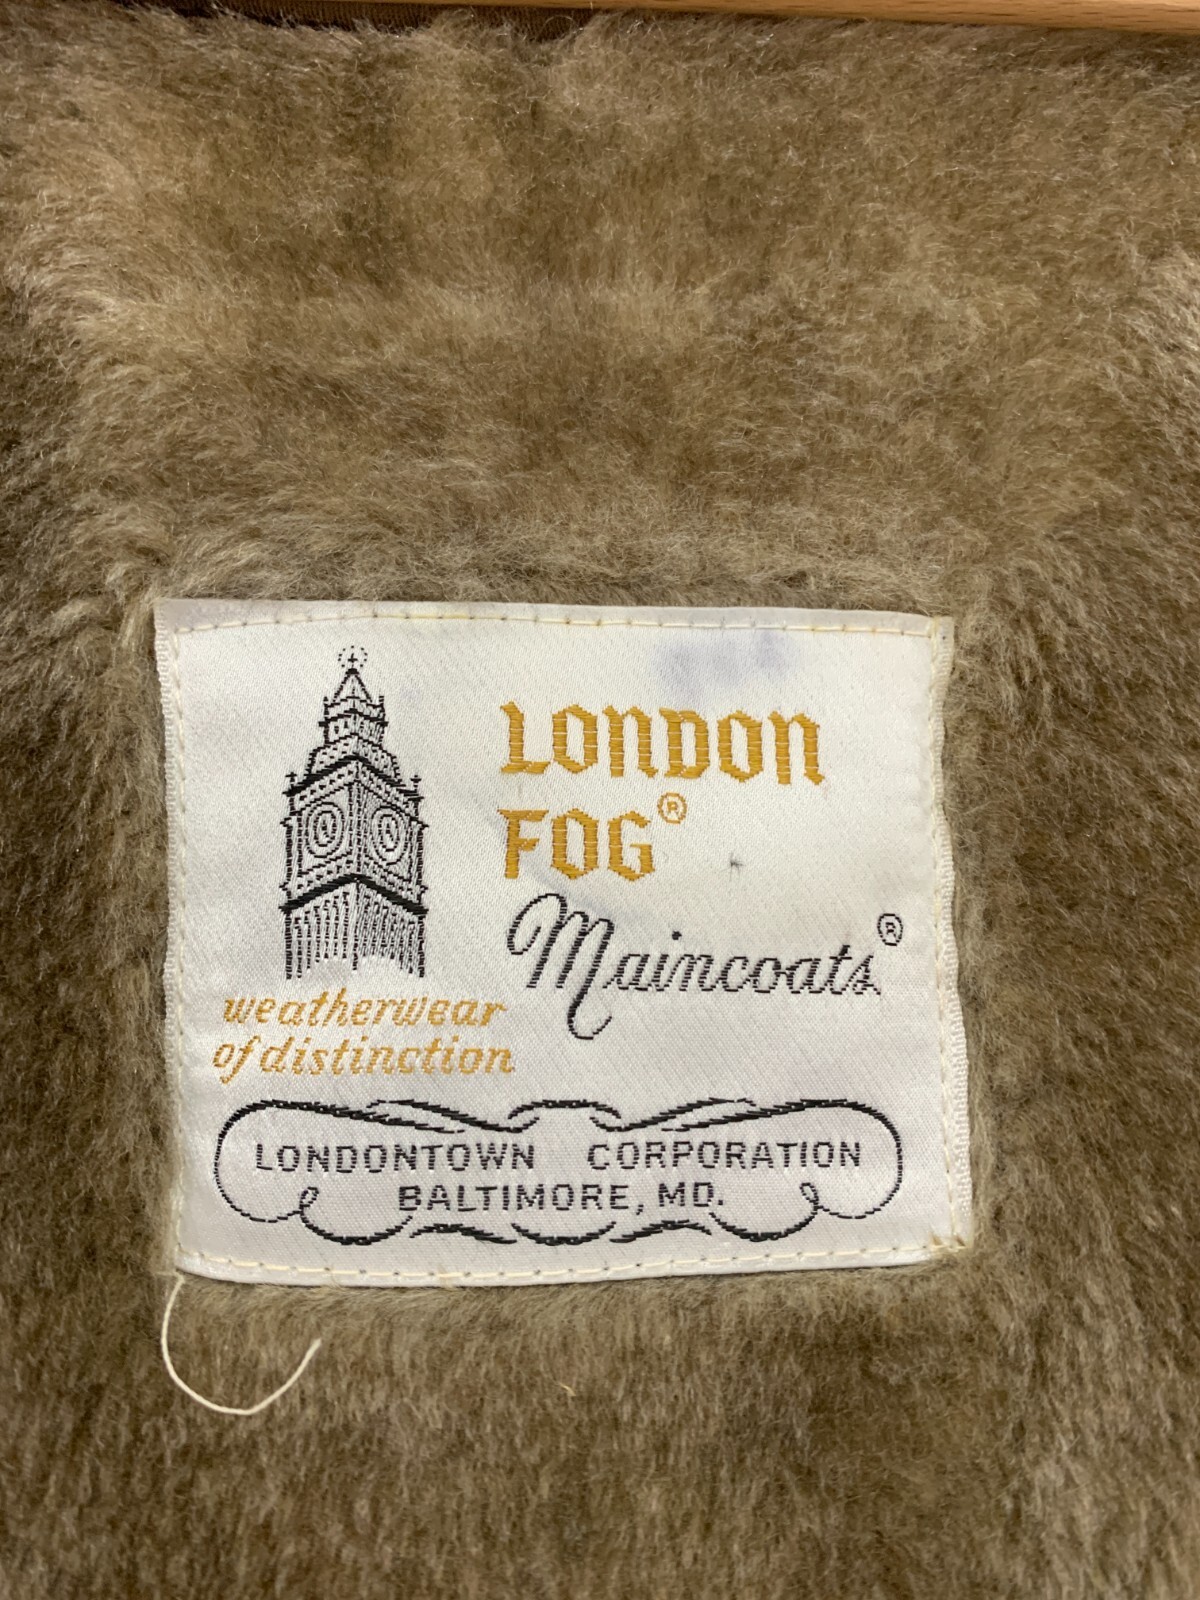 LONDON
FOG®
Maincoats®
weatherwear
of distinction
LONDONTOWN CORPORATION
BALTIMORE, MD.